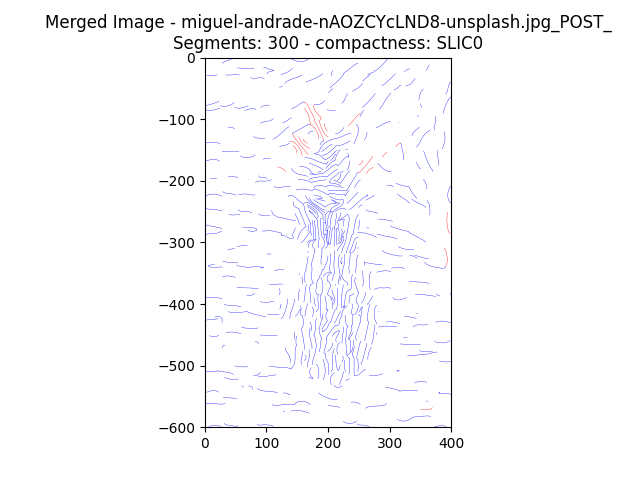 Merged Image - miguel-andrade-nAOZCYcLND8-unsplash.jpg_POST_
Segments: 300 - compactness: SLIC0
0
−100
−200
−300
−400
−500
−600
0 100 200 300 400